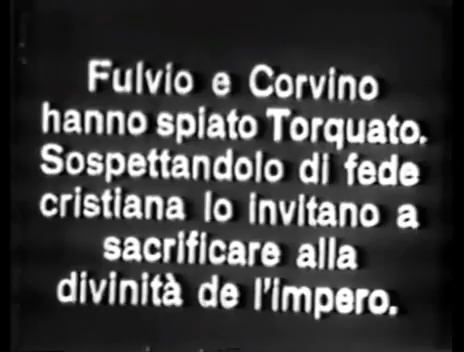 Fulvio e Corvino
hanno spiato Torquato.
Sospettandolo di fede
cristiana lo invitano a
sacrificare alla
divinità de l'impero.